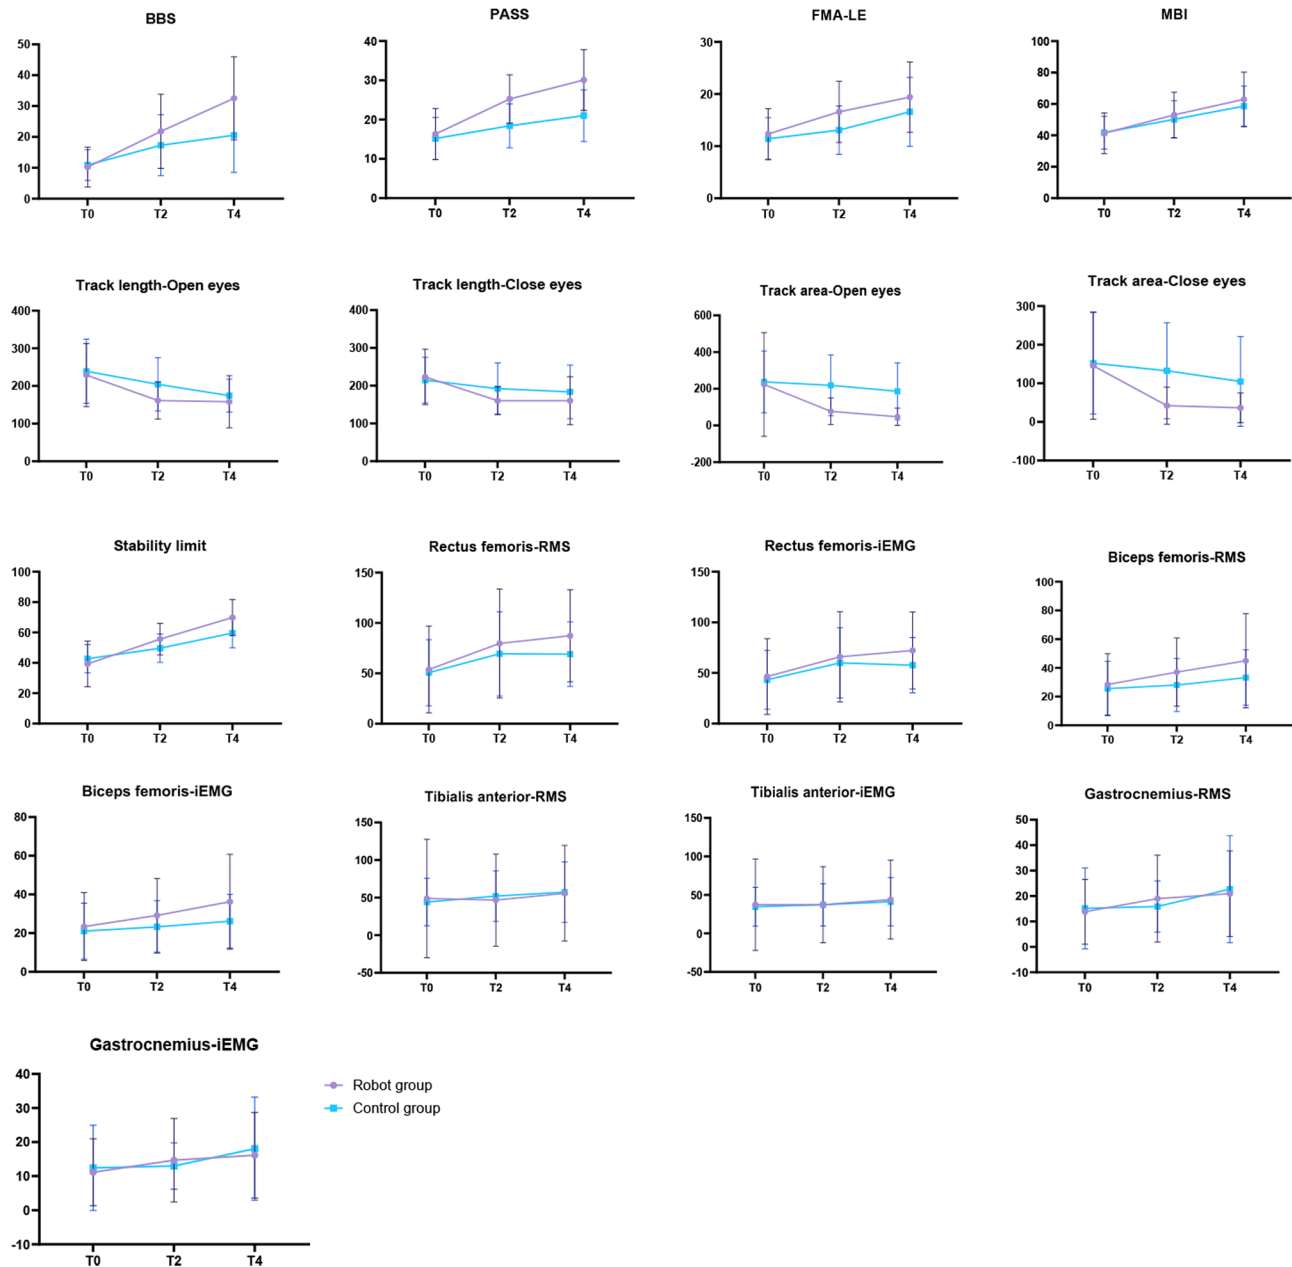 BBS
PASS
FMA-LE
MBI
50
40
30
20
10
0
T0 T2 T4
40
30
20
10
0
T0 T2 T4
30
20
10
0
T0 T2 T4
100
80
60
40
20
0
T0 T2 T4
Track length-Open eyes
Track length-Close eyes
Track area-Open eyes
Track area-Close eyes
400
300
200
100
0
T0 T2 T4
400
300
200
100
0
T0 T2 T4
600
400
200
0
-200
T0 T2 T4
300
200
100
0
-100
T0 T2 T4
Stability limit
Rectus femoris-RMS
Rectus femoris-iEMG
Biceps femoris-RMS
100
80
60
40
20
0
T0 T2 T4
150
100
50
0
T0 T2 T4
150
100
50
0
T0 T2 T4
100
80
60
40
20
0
T0 T2 T4
Biceps femoris-iEMG
Tibialis anterior-RMS
Tibialis anterior-iEMG
Gastrocnemius-RMS
80
60
40
20
0
T0 T2 T4
150
100
50
0
-50
T0 T2 T4
150
100
50
0
-50
T0 T2 T4
50
40
30
20
10
0
-10
T0 T2 T4
Gastrocnemius-iEMG
40
30
20
10
0
-10
T0 T2 T4
Robot group
Control group